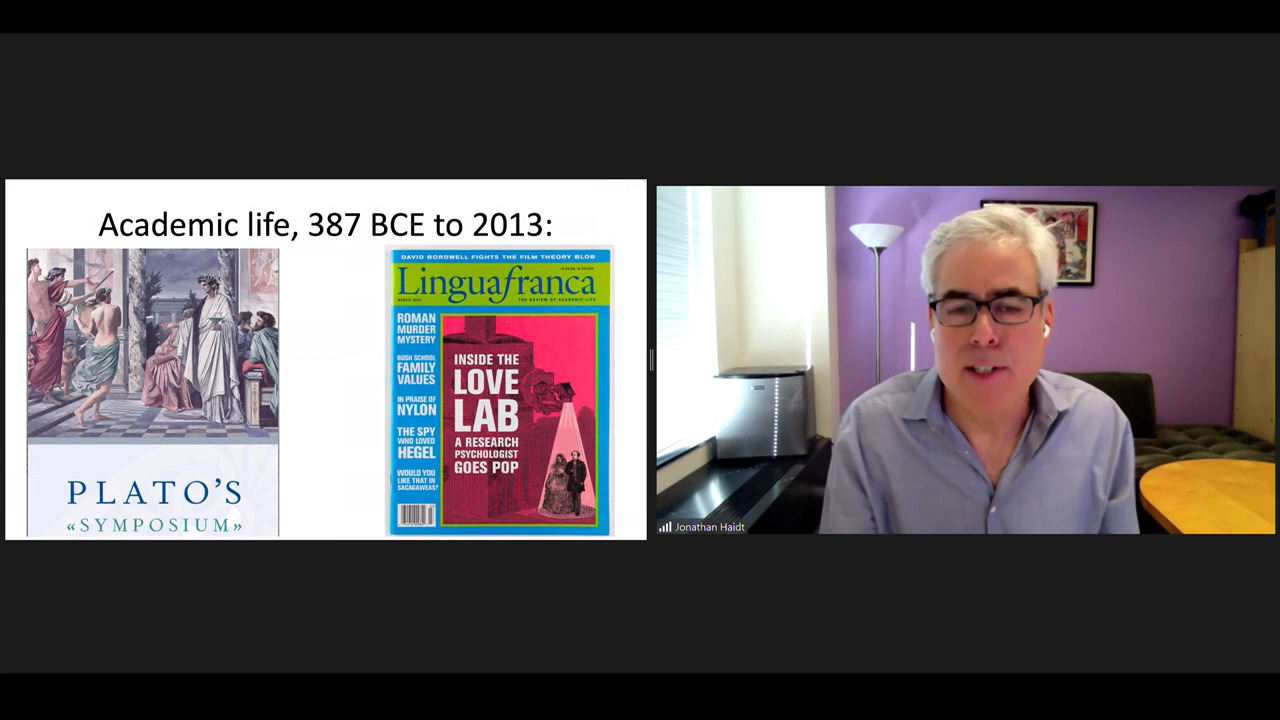 Academic life, 387 BCE to 2013:
PLATO'S
«SYMPOSIUM»
DAVID BORDWELL FIGHTS THE FILM THEORY BLOB
Linguafranca
THE REVIEW OF ACADEMIC LIFE
ROMAN
MURDER
MYSTERY
BUSH SCHOOL
FAMILY
VALUES
IN PRAISE OF
NYLON
THE SPY
WHO LOVED
HEGEL
WOULD YOU
LIKE THAT IN
SACAGAWEAS?
INSIDE THE
LOVE
LAB
A RESEARCH
PSYCHOLOGIST
GOES POP
Jonathan Haidt